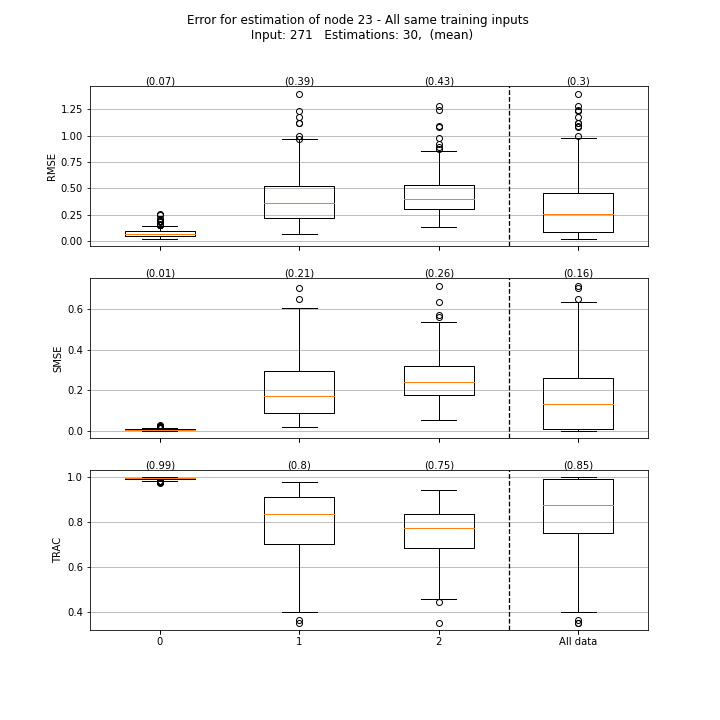 Error for estimation of node 23 - All same training inputs
Input: 271   Estimations: 30,  (mean)
(0.07) (0.39) (0.43) (0.3)
RMSE
1.25
1.00
0.75
0.50
0.25
0.00
(0.01) (0.21) (0.26) (0.16)
SMSE
0.6
0.4
0.2
0.0
(0.99) (0.8) (0.75) (0.85)
TRAC
1.0
0.8
0.6
0.4
0 1 2 All data